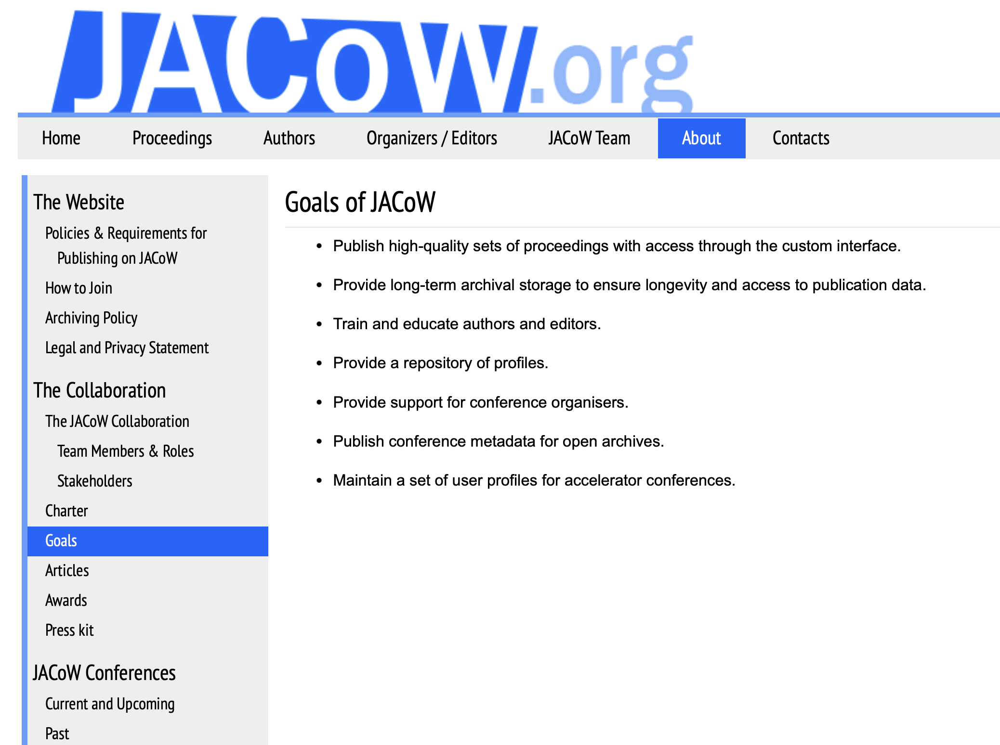 JACoW.org
Home Proceedings Authors Organizers / Editors JACoW Team About Contacts
The Website
Policies & Requirements for
Publishing on JACoW
How to Join
Archiving Policy
Legal and Privacy Statement
The Collaboration
The JACoW Collaboration
Team Members & Roles
Stakeholders
Charter
Goals
Articles
Awards
Press kit
JACoW Conferences
Current and Upcoming
Past
Goals of JACoW
• Publish high-quality sets of proceedings with access through the custom interface.
• Provide long-term archival storage to ensure longevity and access to publication data.
• Train and educate authors and editors.
• Provide a repository of profiles.
• Provide support for conference organisers.
• Publish conference metadata for open archives.
• Maintain a set of user profiles for accelerator conferences.